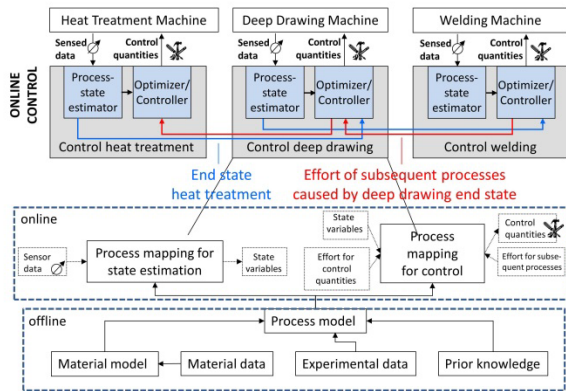 Heat Treatment Machine
Deep Drawing Machine
Welding Machine
Sensed data
Control quantities
Sensed data
Control quantities
Sensed data
Control quantities
ONLINE CONTROL
Process-state estimator
Optimizer/Controller
Process-state estimator
Optimizer/Controller
Process-state estimator
Optimizer/Controller
Control heat treatment
Control deep drawing
Control welding
End state
heat treatment
Effort of subsequent processes
caused by deep drawing end state
online
Sensor data
Process mapping for
state estimation
State variables
State variables
Effort for control quantities
Process mapping for control
Control quantities
Effort for subse-quent processes
offline
Process model
Material model
Material data
Experimental data
Prior knowledge